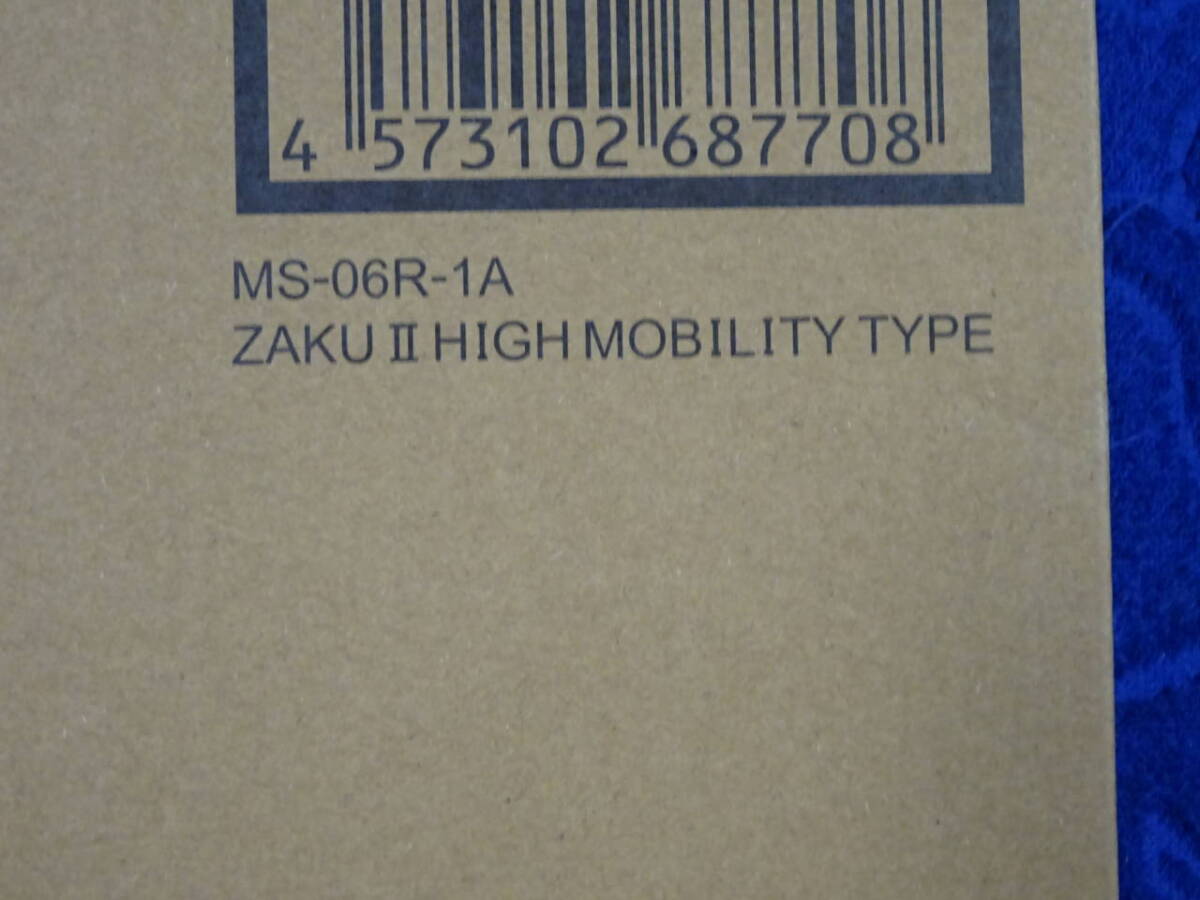 4 573102 687708
MS-06R-1A
ZAKU Ⅱ HIGH MOBILITY TYPE